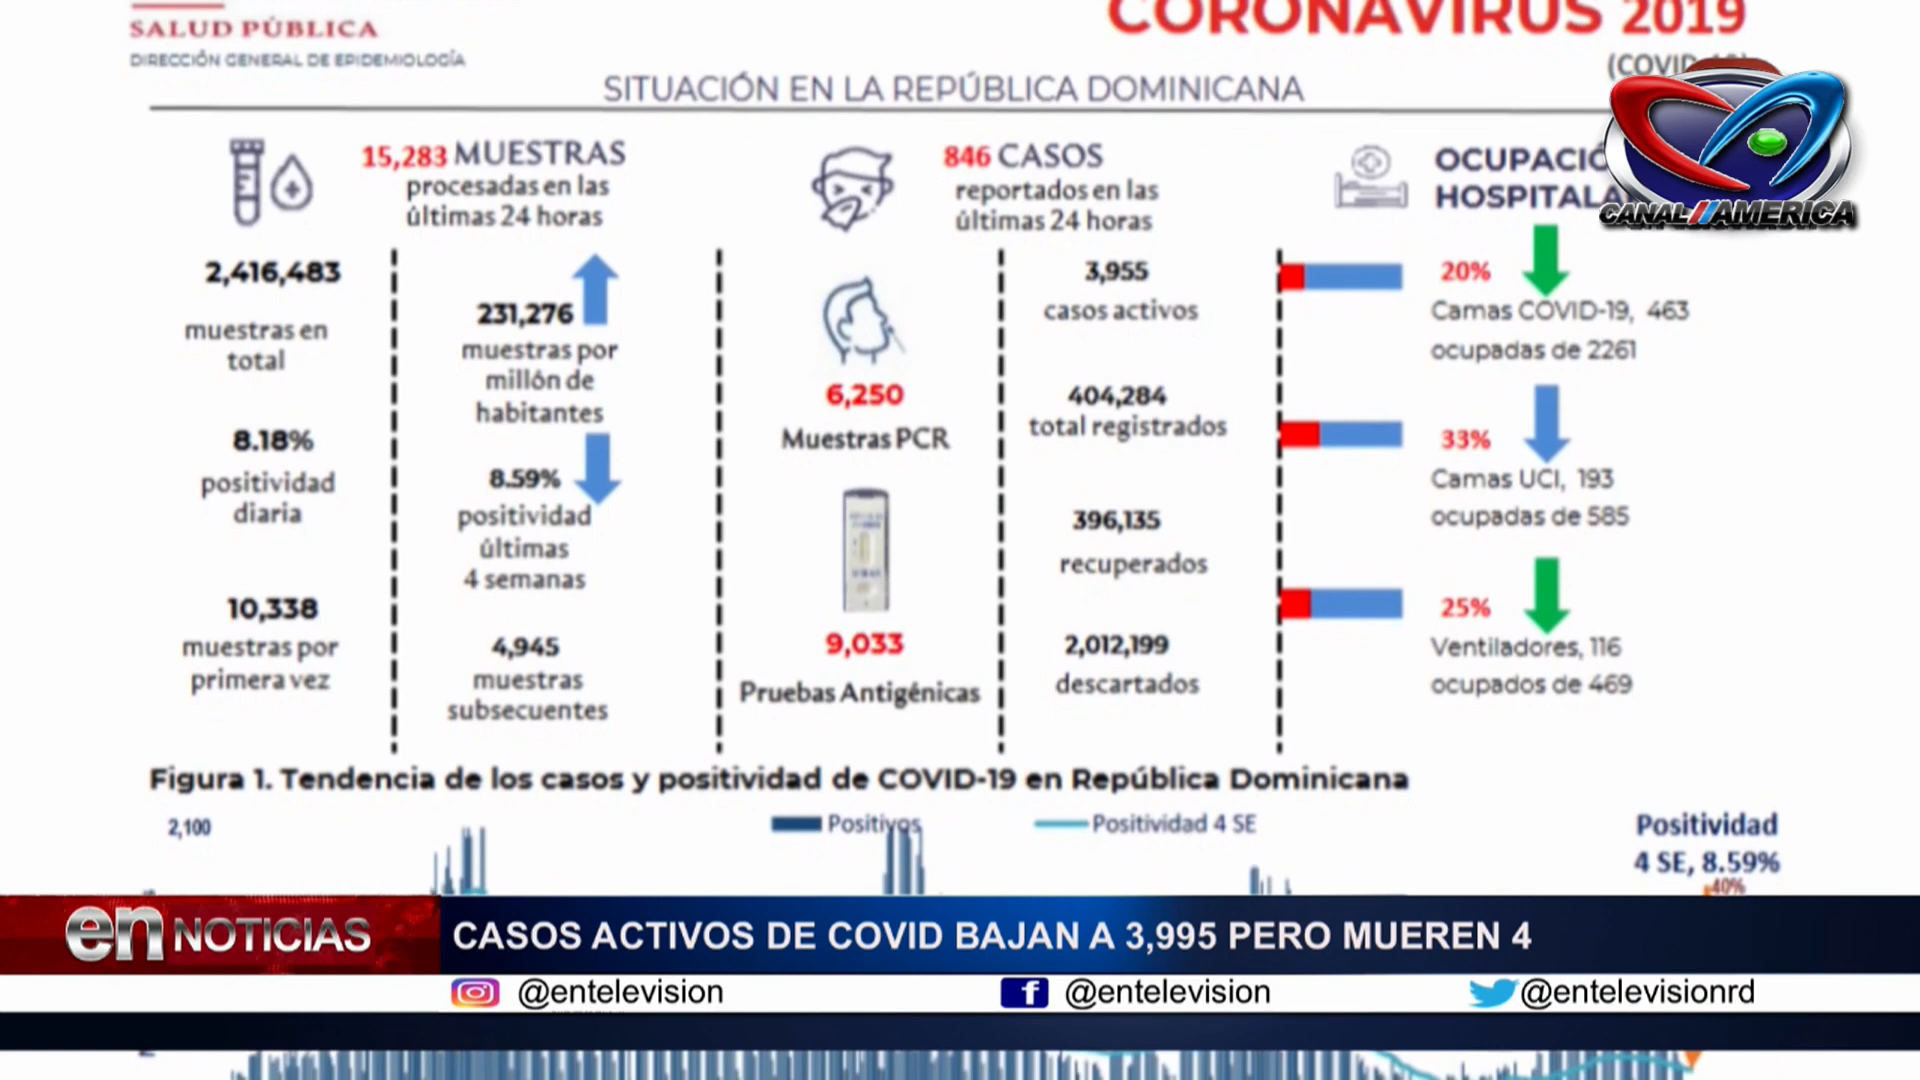 SALUD PÚBLICA
DIRECCIÓN GENERAL DE EPIDEMIOLOGÍA
CORONAVIRUS 2019
SITUACIÓN EN LA REPÚBLICA DOMINICANA
CANAL AMERICA
15,283 MUESTRAS
procesadas en las
últimas 24 horas
2,416,483
muestras en
total
8.18%
positividad
diaria
10,338
muestras por
primera vez
231,276
muestras por
millón de
habitantes
8.59%
positividad
últimas
4 semanas
4,945
muestras
subsecuentes
6,250
Muestras PCR
9,033
Pruebas Antigénicas
846 CASOS
reportados en las
últimas 24 horas
3,955
casos activos
404,284
total registrados
396,135
recuperados
2,012,199
descartados
20%
Camas COVID-19, 463
ocupadas de 2261
33%
Camas UCI, 193
ocupadas de 585
25%
Ventiladores, 116
ocupados de 469
Figura 1. Tendencia de los casos y positividad de COVID-19 en República Dominicana
2,100
Positivos
Positividad 4 SE
Positividad
4 SE, 8.59%
40%
en NOTICIAS
CASOS ACTIVOS DE COVID BAJAN A 3,995 PERO MUEREN 4
@entelevision
@entelevision
@entelevisionrd